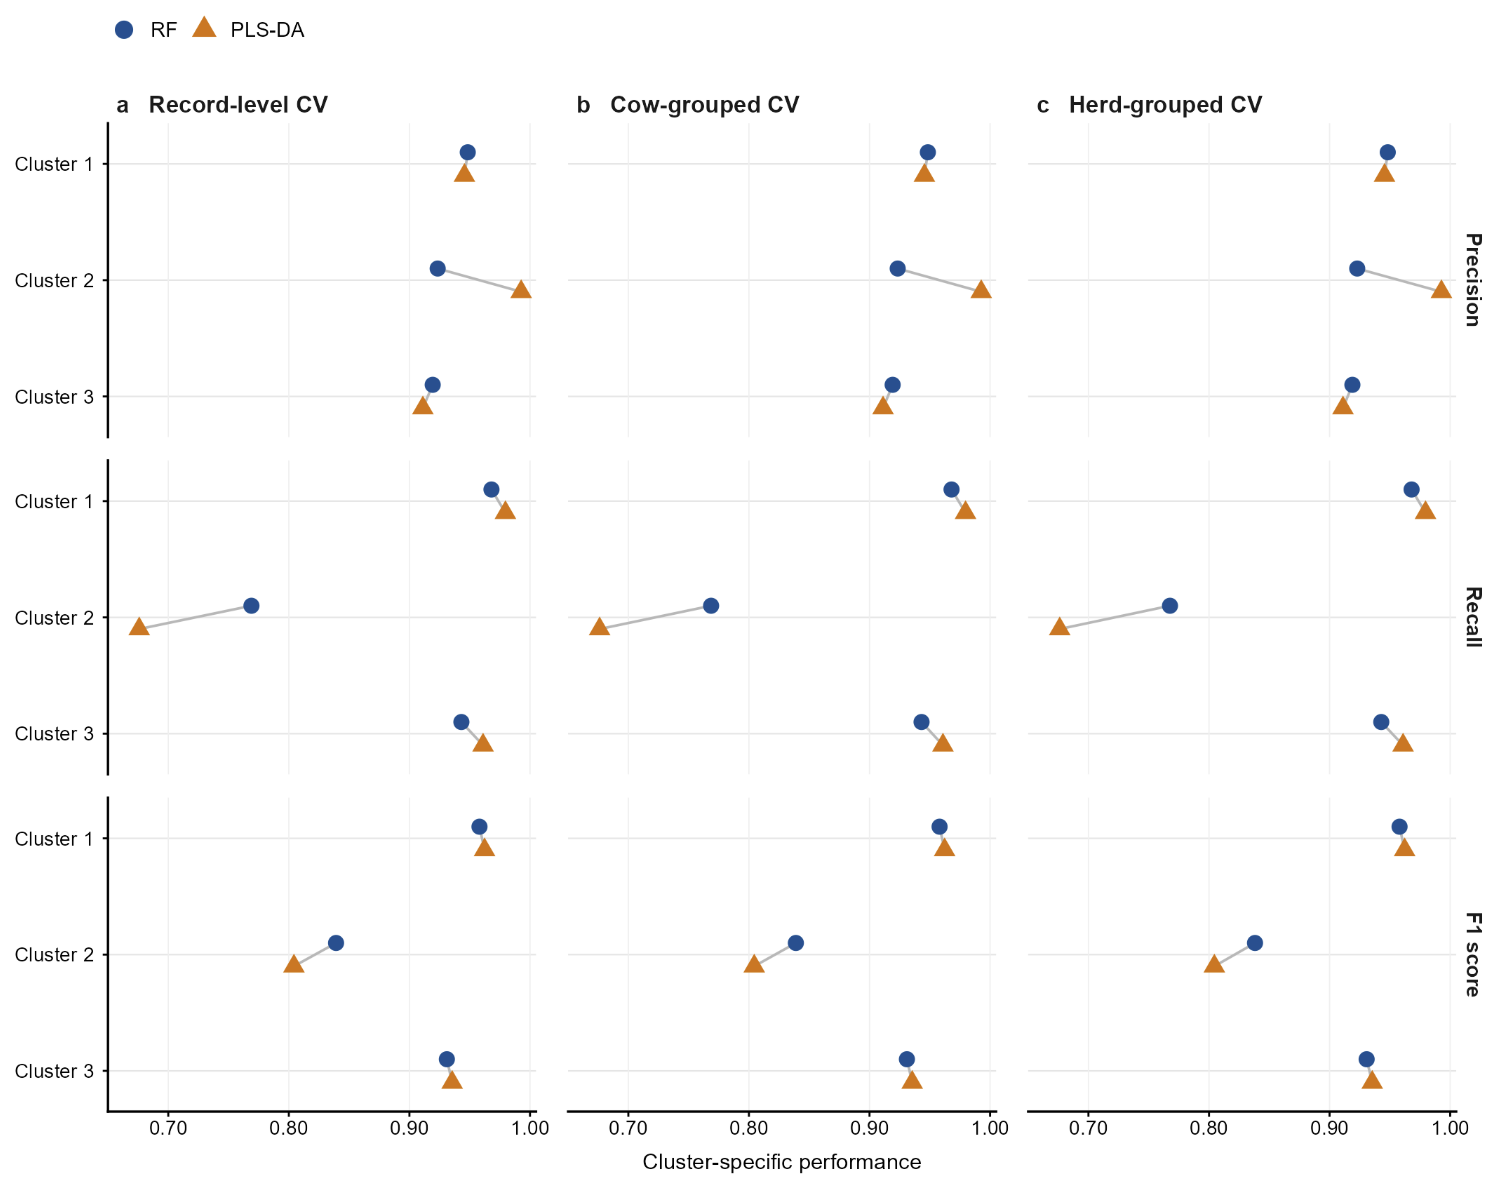 RF PLS-DA
a Record-level CV b Cow-grouped CV c Herd-grouped CV
Cluster 1
Cluster 2
Cluster 3
Precision
Cluster 1
Cluster 2
Cluster 3
Recall
Cluster 1
Cluster 2
Cluster 3
F1 score
0.70 0.80 0.90 1.00 0.70 0.80 0.90 1.00 0.70 0.80 0.90 1.00
Cluster-specific performance